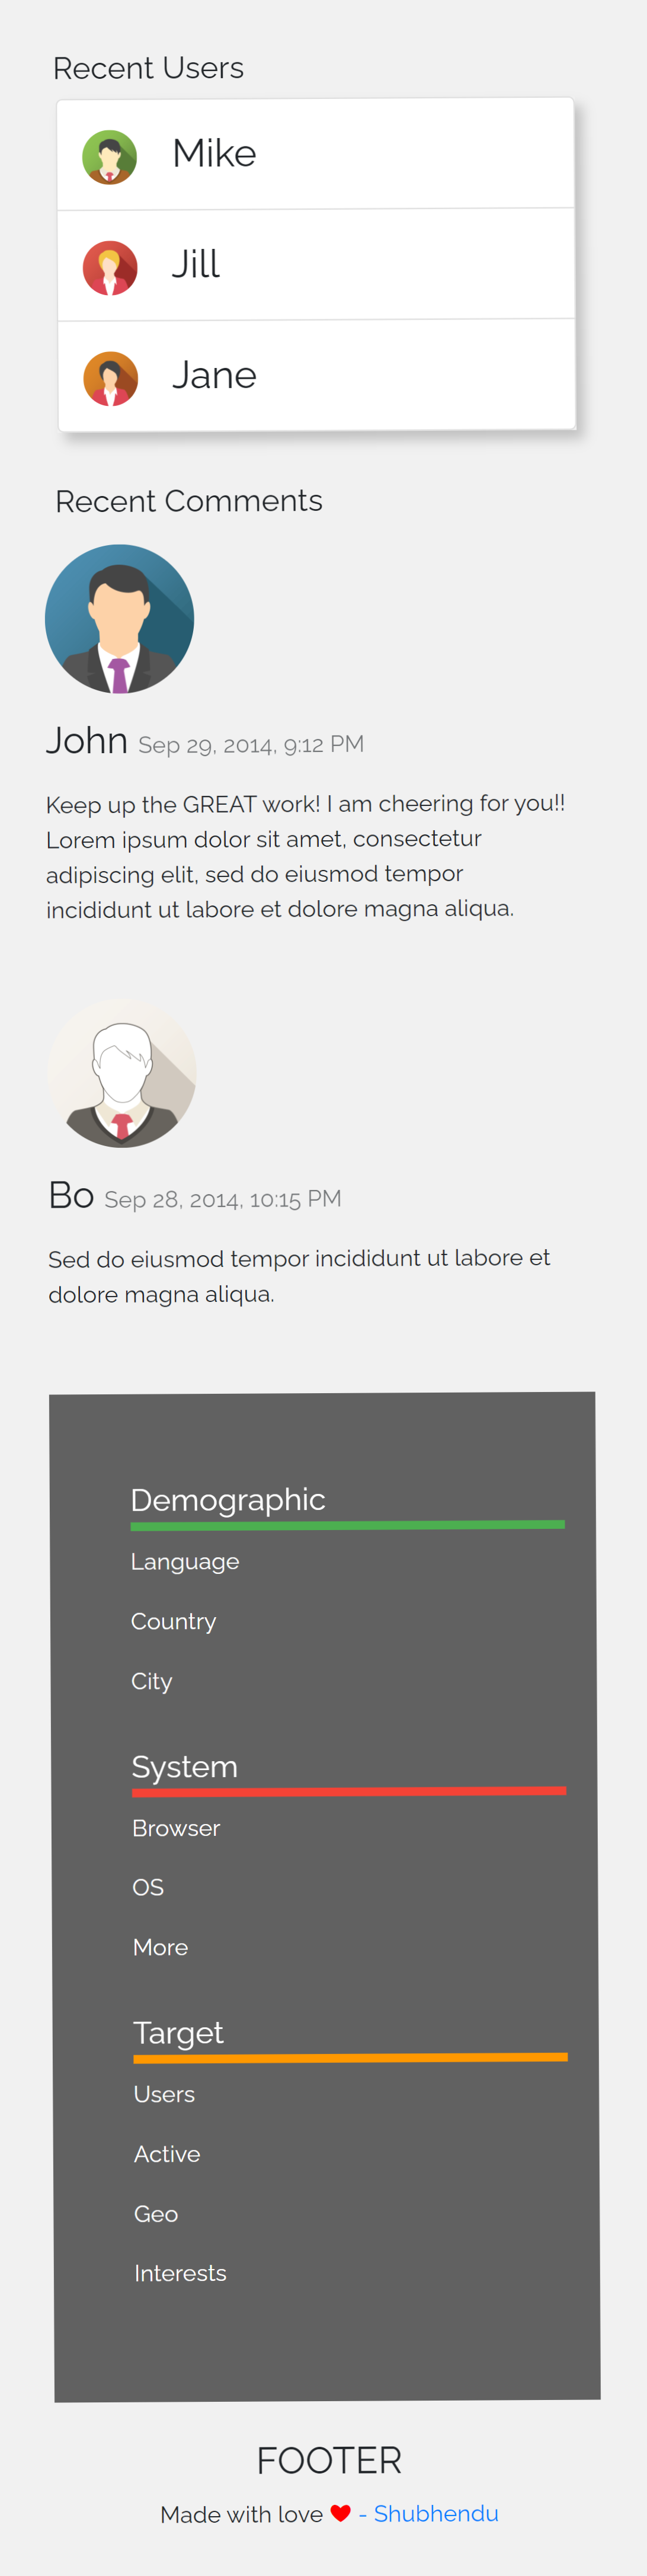 Recent Users
Mike
Jill
Jane
Recent Comments
John Sep 29, 2014, 9:12 PM
Keep up the GREAT work! I am cheering for you!!
Lorem ipsum dolor sit amet, consectetur
adipiscing elit, sed do eiusmod tempor
incididunt ut labore et dolore magna aliqua.
Bo Sep 28, 2014, 10:15 PM
Sed do eiusmod tempor incididunt ut labore et
dolore magna aliqua.
Demographic
Language
Country
City
System
Browser
OS
More
Target
Users
Active
Geo
Interests
FOOTER
Made with love ❤ - Shubhendu